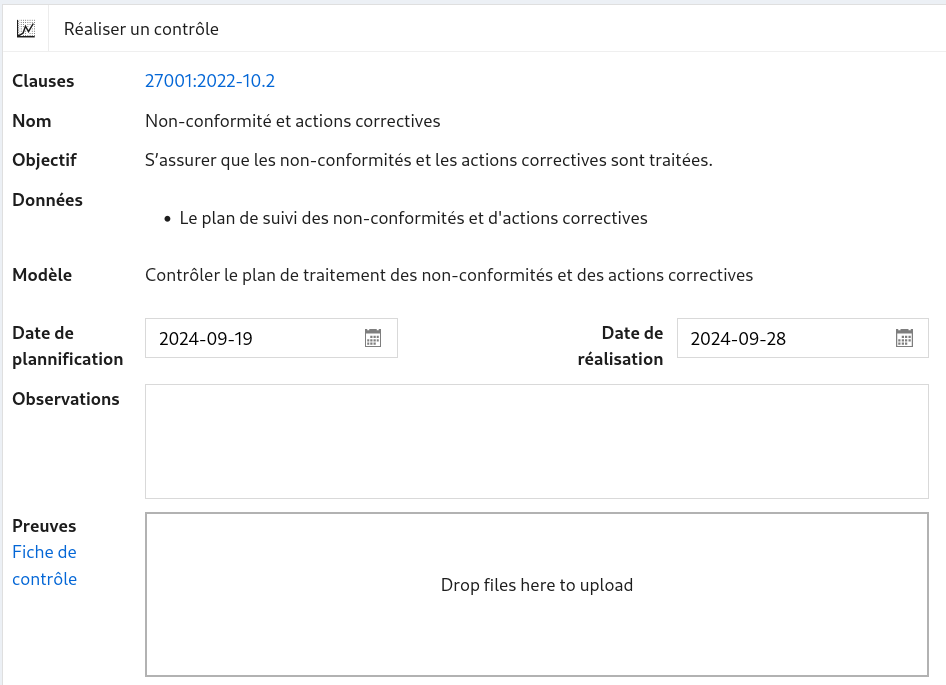 Réaliser un contrôle
Clauses 27001:2022-10.2
Nom Non-conformité et actions correctives
Objectif S'assurer que les non-conformités et les actions correctives sont traitées.
Données
• Le plan de suivi des non-conformités et d'actions correctives
Modèle Contrôler le plan de traitement des non-conformités et des actions correctives
Date de plannification 2024-09-19
Date de réalisation 2024-09-28
Observations
Preuves
Fiche de
contrôle
Drop files here to upload